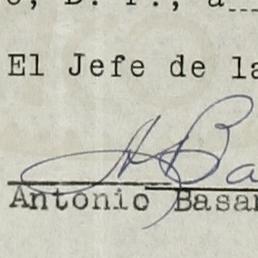 D. F., a
El Jefe de la
Antonio Basa